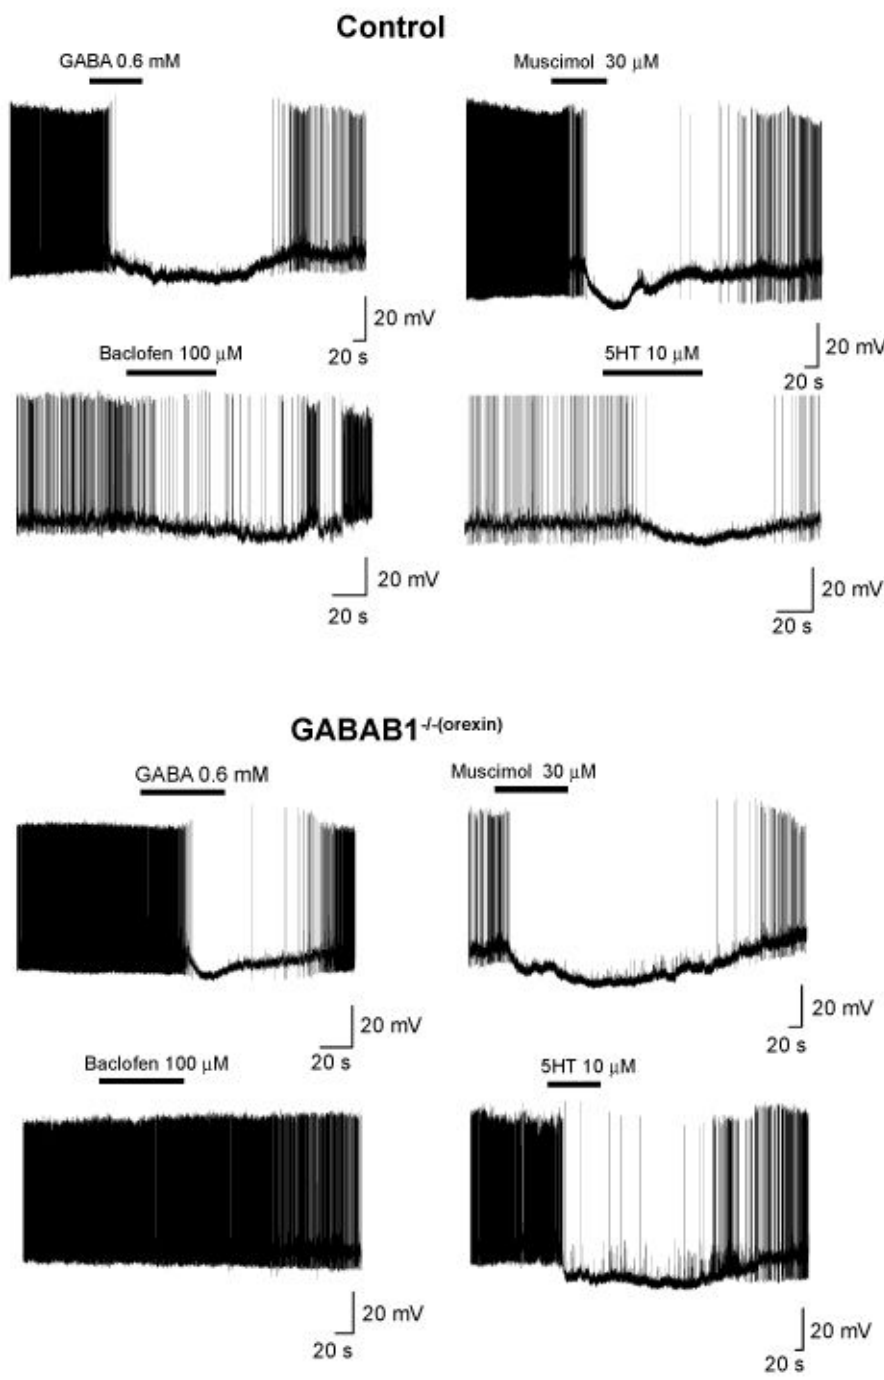 Control
GABA 0.6 mM
Muscimol 30 μM
20 mV
20 s
20 mV
20 s
Baclofen 100 μM
5HT 10 μM
20 mV
20 s
20 mV
20 s
GABAB1-/-(orexin)
GABA 0.6 mM
Muscimol 30 μM
20 mV
20 s
20 mV
20 s
Baclofen 100 μM
5HT 10 μM
20 mV
20 s
20 mV
20 s